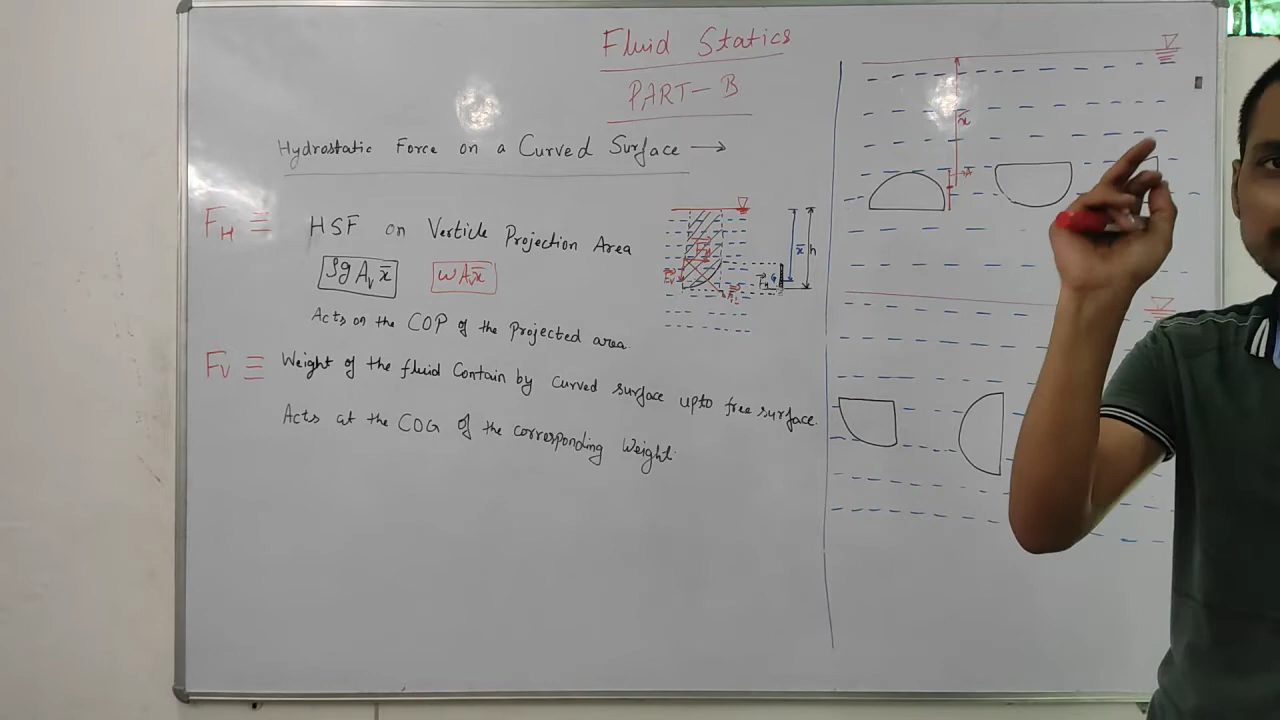 Fluid Statics
PART-B
Hydrostatic Force on a Curved Surface →
F_H ≡ HSF on Verticle Projection Area
ρg A_v x̄ w A_v x̄
Acts on the COP of the Projected area.
F_V ≡ Weight of the fluid Contain by curved surface upto free surface.
Acts at the COG of the corresponding Weight.
x̄ h
x̄
A